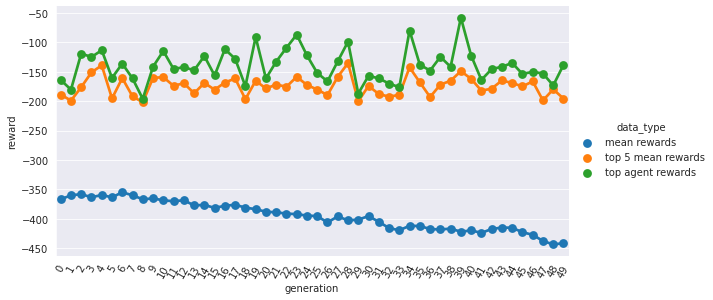 −50
−100
−150
−200
−250
−300
−350
−400
−450
reward
0 1 2 3 4 5 6 7 8 9 10 11 12 13 14 15 16 17 18 19 20 21 22 23 24 25 26 27 28 29 30 31 32 33 34 35 36 37 38 39 40 41 42 43 44 45 46 47 48 49
generation
data_type
mean rewards
top 5 mean rewards
top agent rewards